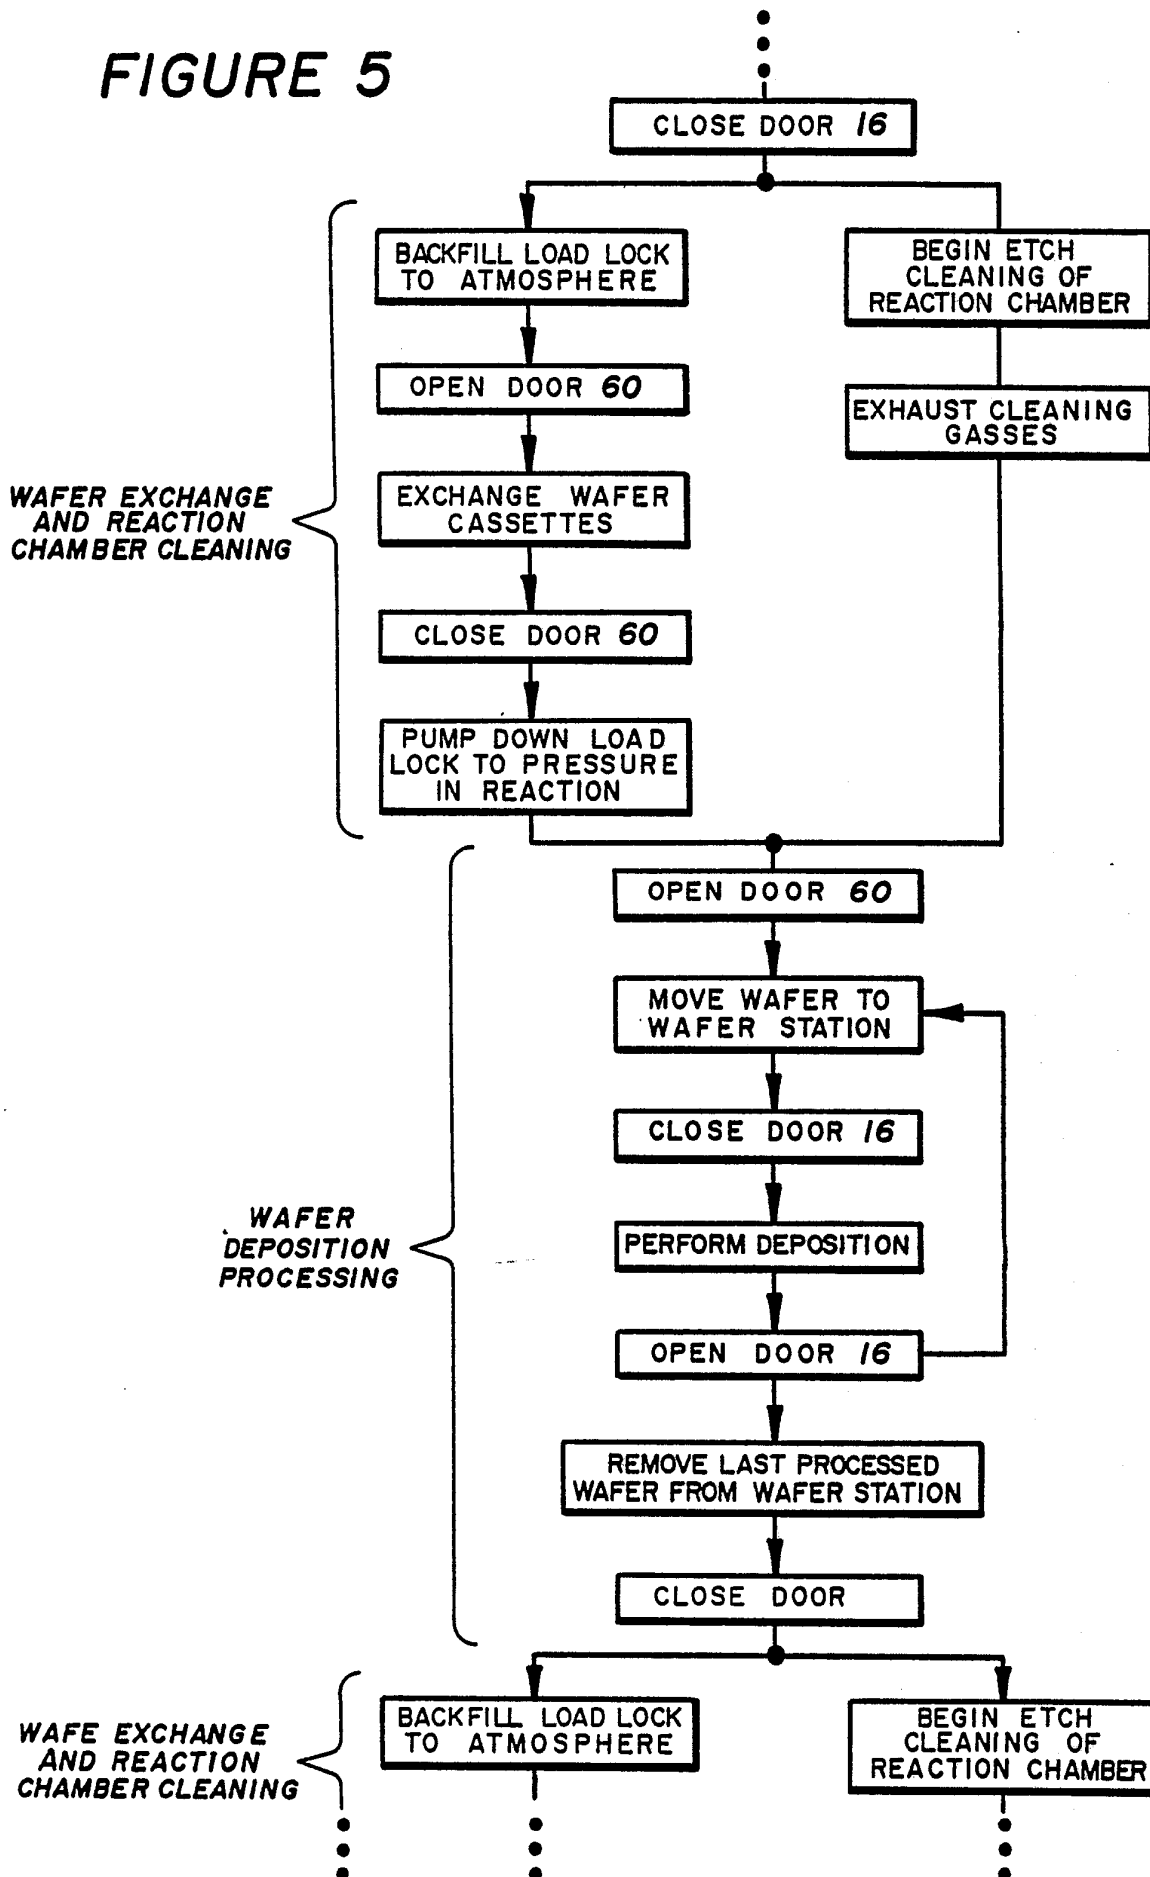 FIGURE 5
CLOSE DOOR 16
BACKFILL LOAD LOCK
TO ATMOSPHERE
OPEN DOOR 60
EXCHANGE WAFER
CASSETTES
CLOSE DOOR 60
PUMP DOWN LOAD
LOCK TO PRESSURE
IN REACTION
BEGIN ETCH
CLEANING OF
REACTION CHAMBER
EXHAUST CLEANING
GASSES
WAFER EXCHANGE
AND REACTION
CHAMBER CLEANING
OPEN DOOR 60
MOVE WAFER TO
WAFER STATION
CLOSE DOOR 16
PERFORM DEPOSITION
OPEN DOOR 16
REMOVE LAST PROCESSED
WAFER FROM WAFER STATION
CLOSE DOOR
WAFER
DEPOSITION
PROCESSING
BACKFILL LOAD LOCK
TO ATMOSPHERE
BEGIN ETCH
CLEANING OF
REACTION CHAMBER
WAFE EXCHANGE
AND REACTION
CHAMBER CLEANING